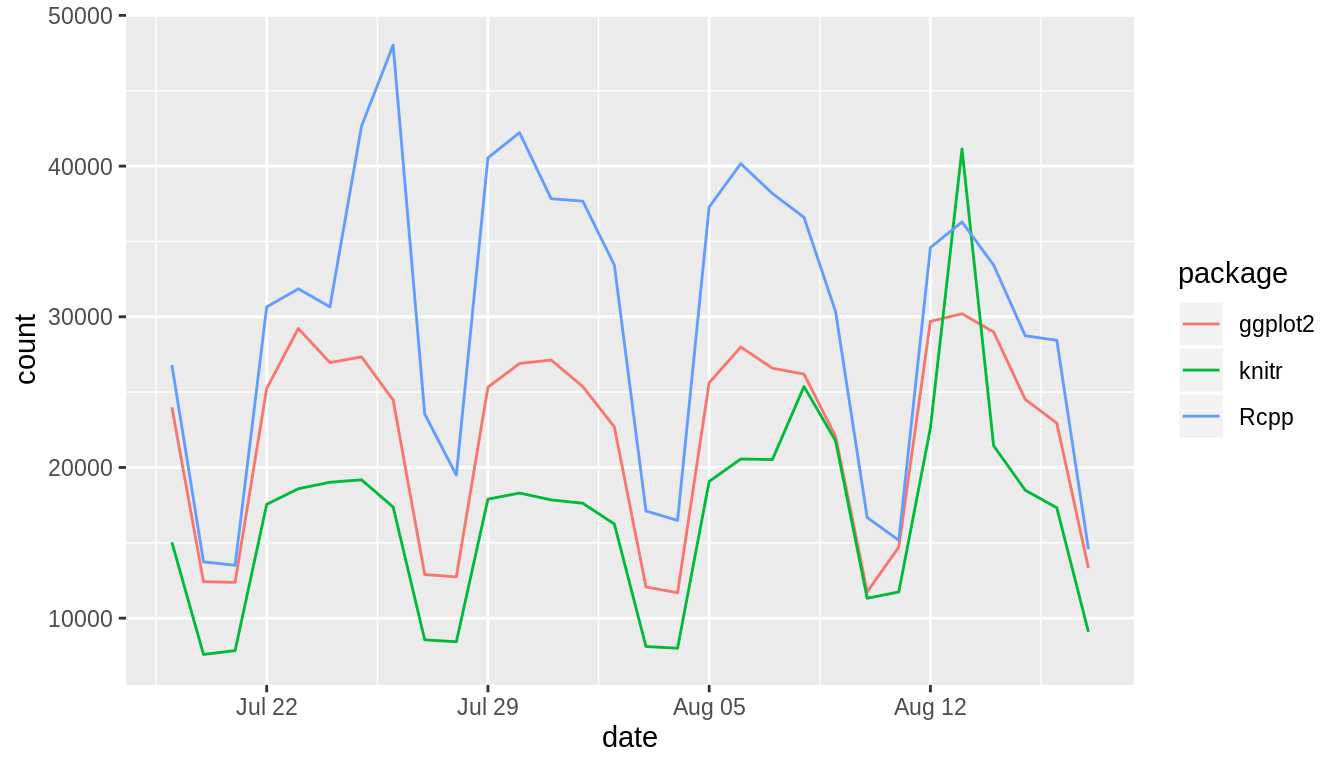 50000
40000
30000
20000
10000
count
Jul 22
Jul 29
Aug 05
Aug 12
date
package
ggplot2
knitr
Rcpp